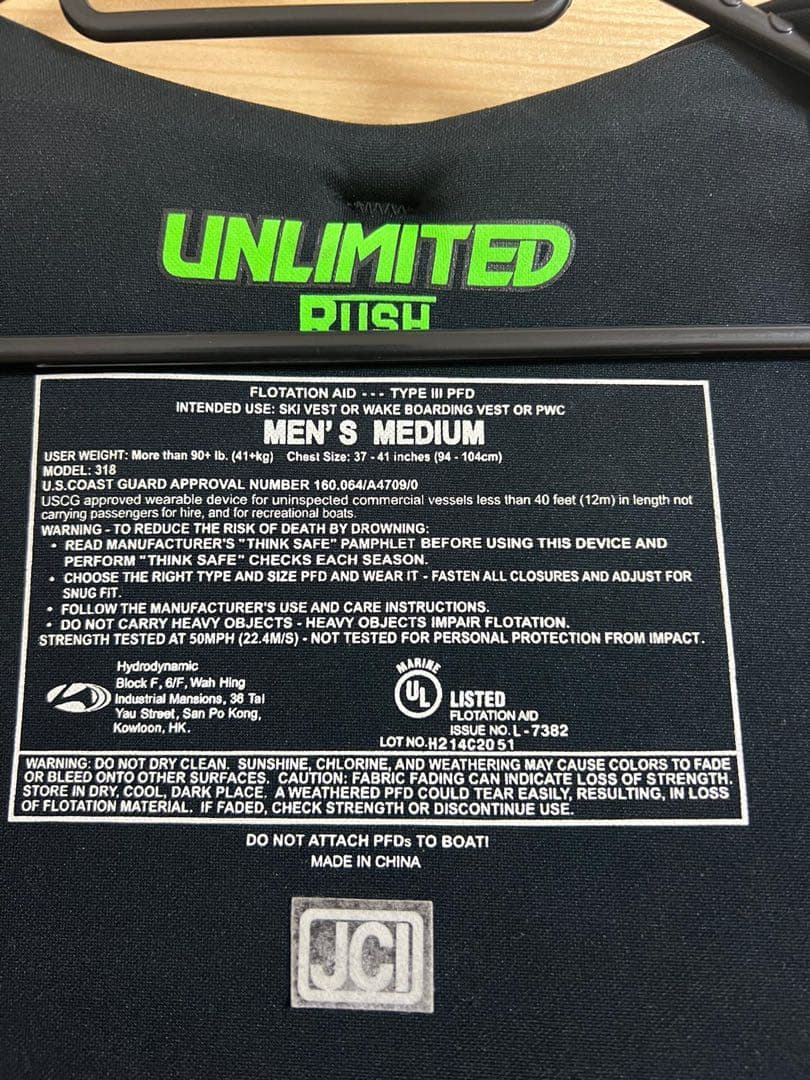 UNLIMITED
RUSH
FLOTATION AID - - - TYPE III PFD
INTENDED USE: SKI VEST OR WAKE BOARDING VEST OR PWC
MEN'S MEDIUM
USER WEIGHT: More than 90+ lb. (41+kg) Chest Size: 37 - 41 inches (94 - 104cm)
MODEL: 318
U.S.COAST GUARD APPROVAL NUMBER 160.064/A4709/0
USCG approved wearable device for uninspected commercial vessels less than 40 feet (12m) in length not
carrying passengers for hire, and for recreational boats.
WARNING - TO REDUCE THE RISK OF DEATH BY DROWNING:
• READ MANUFACTURER'S "THINK SAFE" PAMPHLET BEFORE USING THIS DEVICE AND
PERFORM "THINK SAFE" CHECKS EACH SEASON.
• CHOOSE THE RIGHT TYPE AND SIZE PFD AND WEAR IT - FASTEN ALL CLOSURES AND ADJUST FOR
SNUG FIT.
• FOLLOW THE MANUFACTURER'S USE AND CARE INSTRUCTIONS.
• DO NOT CARRY HEAVY OBJECTS - HEAVY OBJECTS IMPAIR FLOTATION.
STRENGTH TESTED AT 50MPH (22.4M/S) - NOT TESTED FOR PERSONAL PROTECTION FROM IMPACT.
Hydrodynamic
Block F, 6/F, Wah Hing
Industrial Mansions, 36 Tai
Yau Street, San Po Kong,
Kowloon, HK.
MARINE
UL
LISTED
FLOTATION AID
ISSUE NO. L-7382
LOT NO.H214C2051
WARNING: DO NOT DRY CLEAN. SUNSHINE, CHLORINE, AND WEATHERING MAY CAUSE COLORS TO FADE
OR BLEED ONTO OTHER SURFACES. CAUTION: FABRIC FADING CAN INDICATE LOSS OF STRENGTH.
STORE IN DRY, COOL, DARK PLACE. A WEATHERED PFD COULD TEAR EASILY, RESULTING, IN LOSS
OF FLOTATION MATERIAL. IF FADED, CHECK STRENGTH OR DISCONTINUE USE.
DO NOT ATTACH PFDs TO BOAT!
MADE IN CHINA
JCI